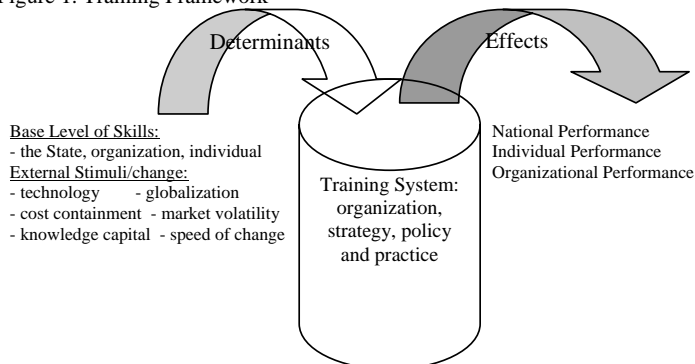 Figure 1: Training Framework
Determinants
Effects
Base Level of Skills:
- the State, organization, individual
External Stimuli/change:
- technology - globalization
- cost containment - market volatility
- knowledge capital - speed of change
Training System:
organization,
strategy, policy
and practice
National Performance
Individual Performance
Organizational Performance